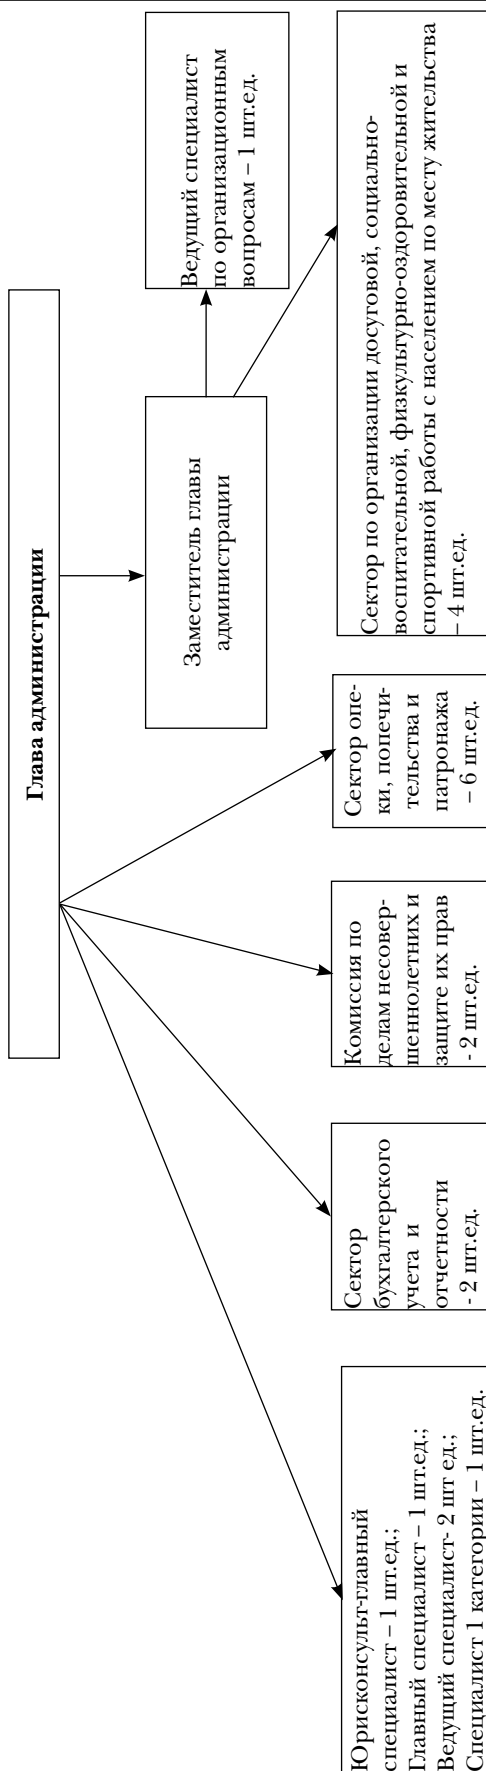 Глава администрации
Заместитель главы
администрации
Ведущий специалист
по организационным
вопросам – 1 шт.ед.
Юрисконсульт-главный
специалист – 1 шт.ед.;
Главный специалист – 1 шт.ед.;
Ведущий специалист- 2 шт ед.;
Специалист 1 категории – 1 шт.ед.
Сектор
бухгалтерского
учета и
отчетности
- 2 шт.ед.
Комиссия по
делам несовер-
шеннолетних и
защите их прав
- 2 шт.ед.
Сектор опе-
ки, попечи-
тельства и
патронажа
– 6 шт.ед.
Сектор по организации досуговой, социально-
воспитательной, физкультурно-оздоровительной и
спортивной работы с населением по месту жительства
– 4 шт.ед.